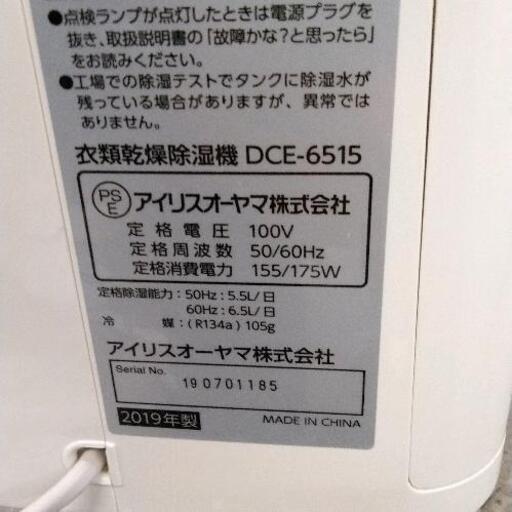 ●点検ランプが点灯したときは電源プラグを
抜き、取扱説明書の「故障かな?と思ったら」
をお読みください。
●工場での除湿テストでタンクに除湿水が
残っている場合がありますが、異常では
ありません。
衣類乾燥除湿機 DCE-6515
PS
E アイリスオーヤマ株式会社
定格電圧 100V
定格周波数 50/60Hz
定格消費電力 155/175W
定格除湿能力:50Hz:5.5L/日
60Hz:6.5L/日
冷 媒:(R134a)105g
アイリスオーヤマ株式会社
Serial No.
190701185
2019年製
MADE IN CHINA